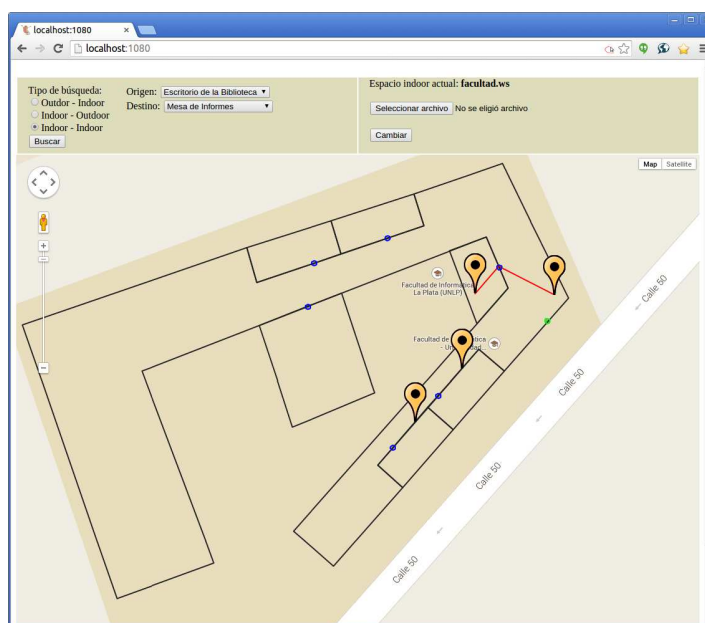 localhost:1080
localhost:1080
Tipo de búsqueda:
Outdor - Indoor
Indoor - Outdoor
Indoor - Indoor
Buscar
Origen: Escritorio de la Biblioteca
Destino: Mesa de Informes
Espacio indoor actual: facultad.ws
Seleccionar archivo No se eligió archivo
Cambiar
Map Satellite
Facultad de Informática
La Plata (UNLP)
Facultad de
Calle 50
Calle 50
Calle 50
Calle 50